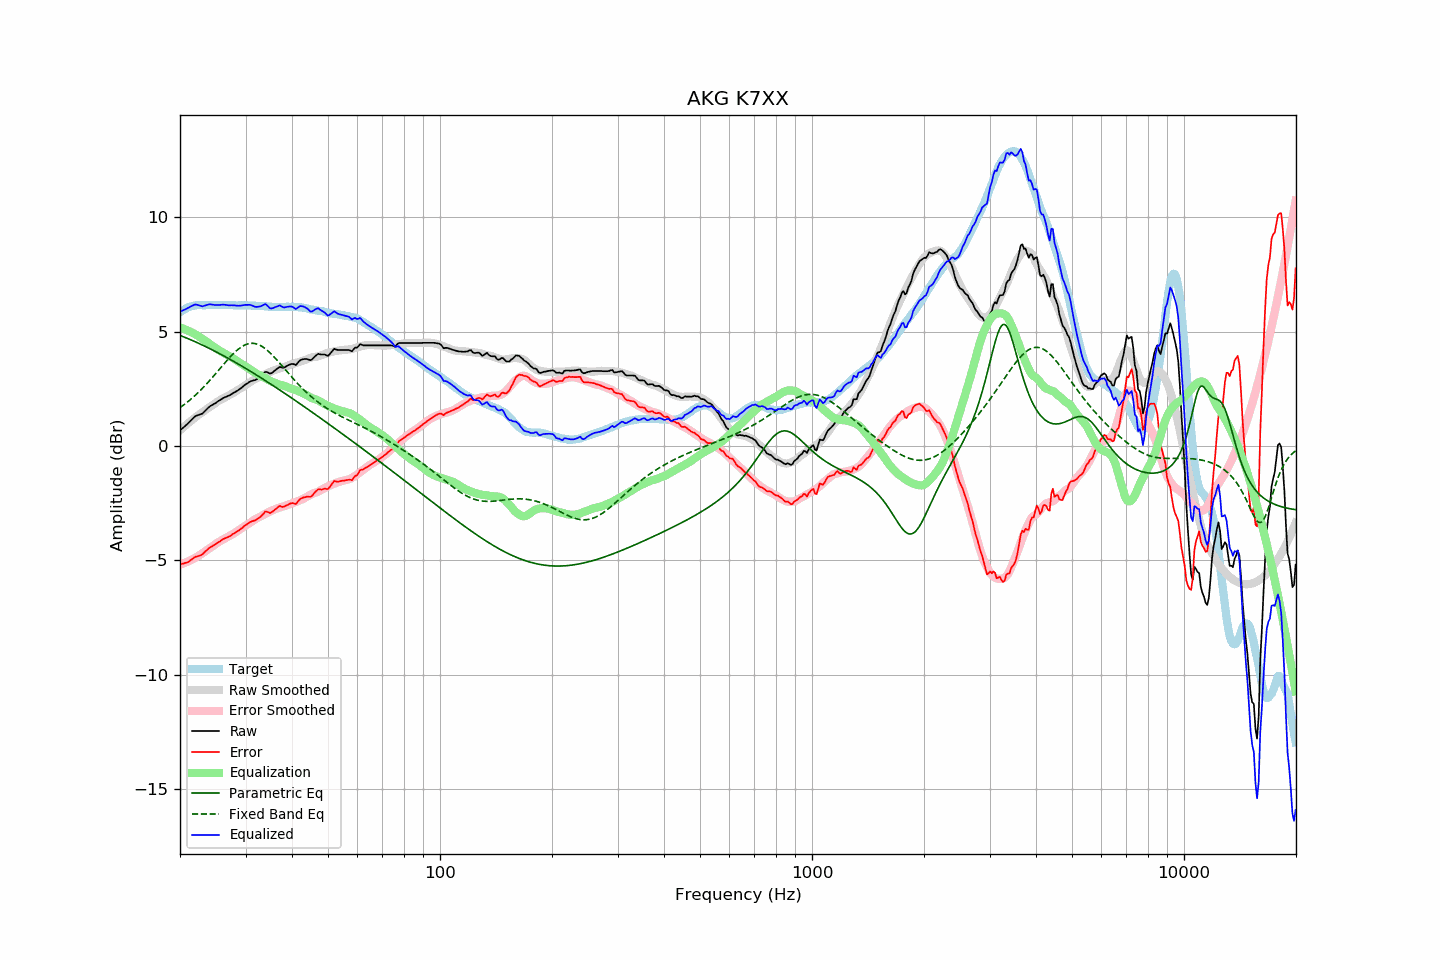 AKG K7XX
Amplitude (dBr)
10
5
0
−5
−10
−15
Target
Raw Smoothed
Error Smoothed
Raw
Error
Equalization
Parametric Eq
Fixed Band Eq
Equalized
100 1000 10000
Frequency (Hz)